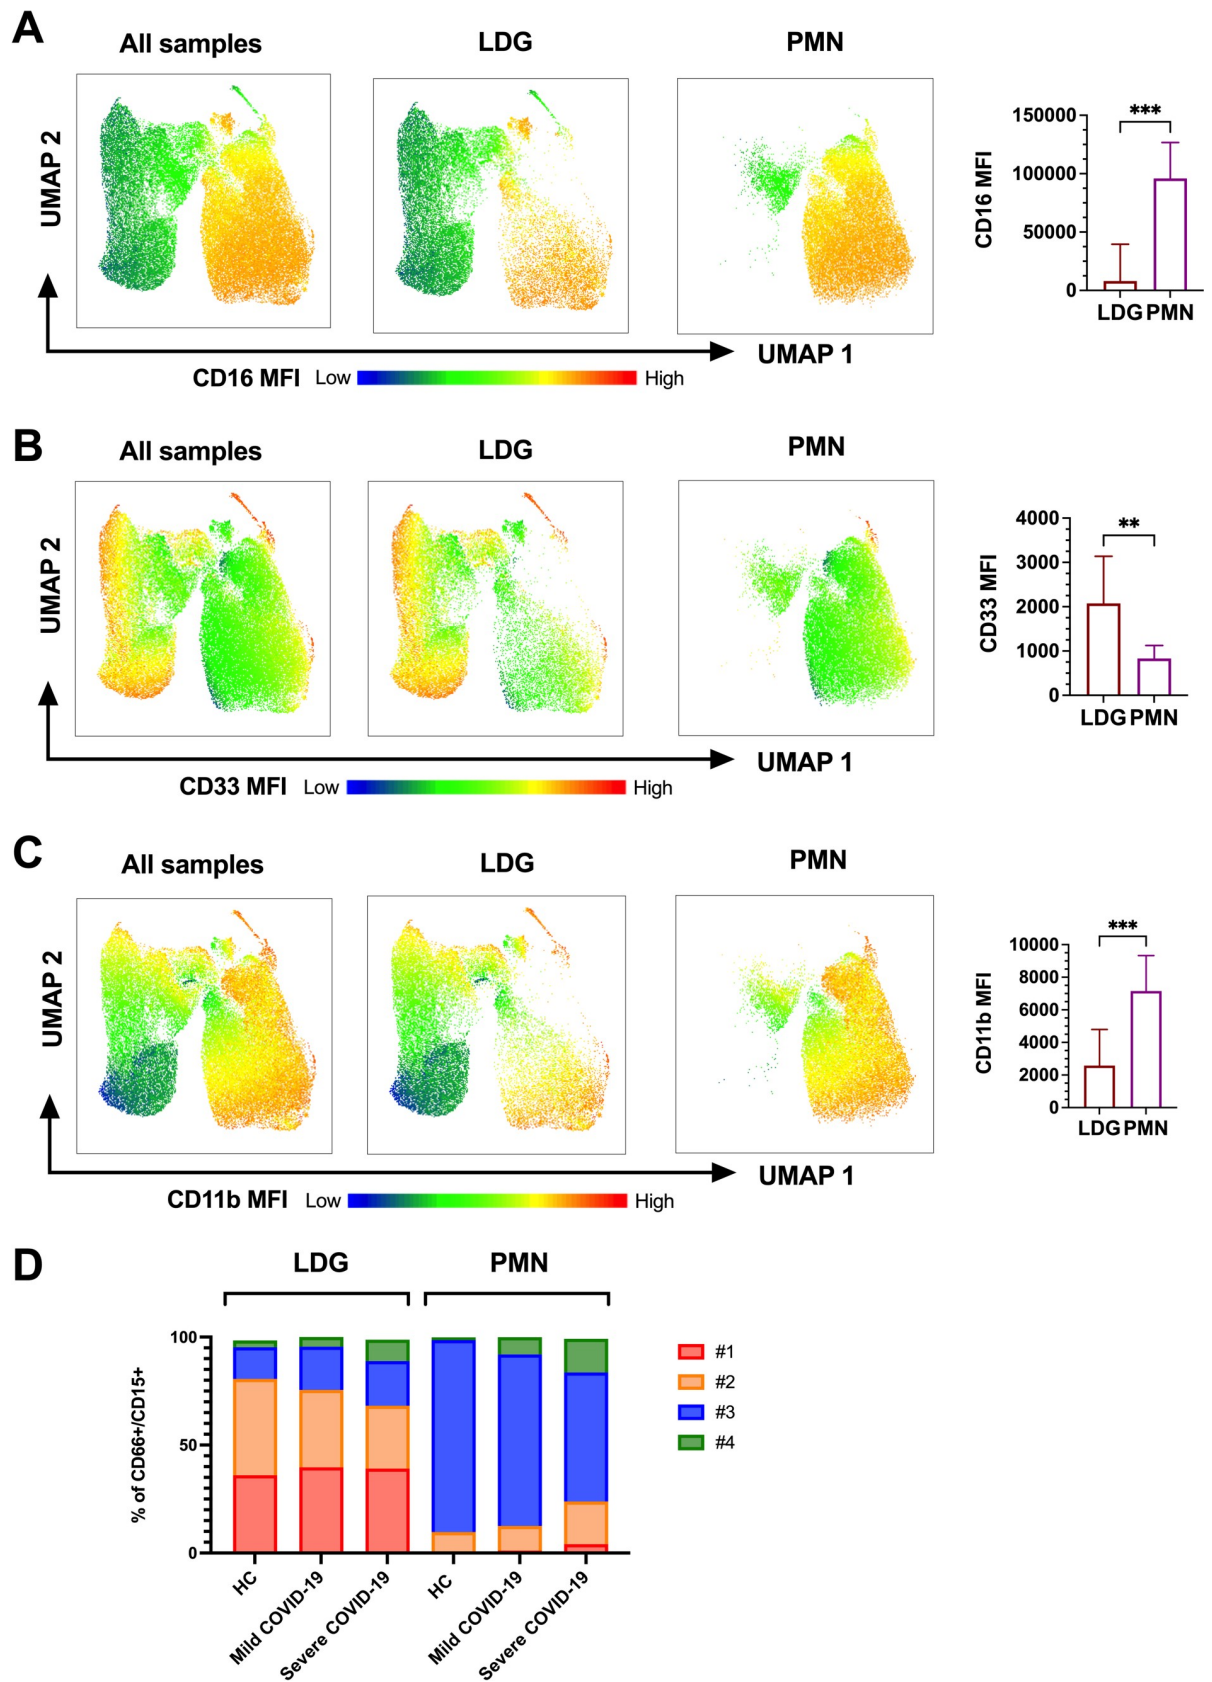 A
All samples
LDG
PMN
UMAP 2
UMAP 1
CD16 MFI Low High
CD16 MFI
150000
100000
50000
0
***
LDG PMN
B
All samples
LDG
PMN
UMAP 2
UMAP 1
CD33 MFI Low High
CD33 MFI
4000
3000
2000
1000
0
**
LDG PMN
C
All samples
LDG
PMN
UMAP 2
UMAP 1
CD11b MFI Low High
CD11b MFI
10000
8000
6000
4000
2000
0
***
LDG PMN
D
LDG
PMN
% of CD66+/CD15+
100
50
0
HC
Mild COVID-19
Severe COVID-19
HC
Mild COVID-19
Severe COVID-19
#1
#2
#3
#4